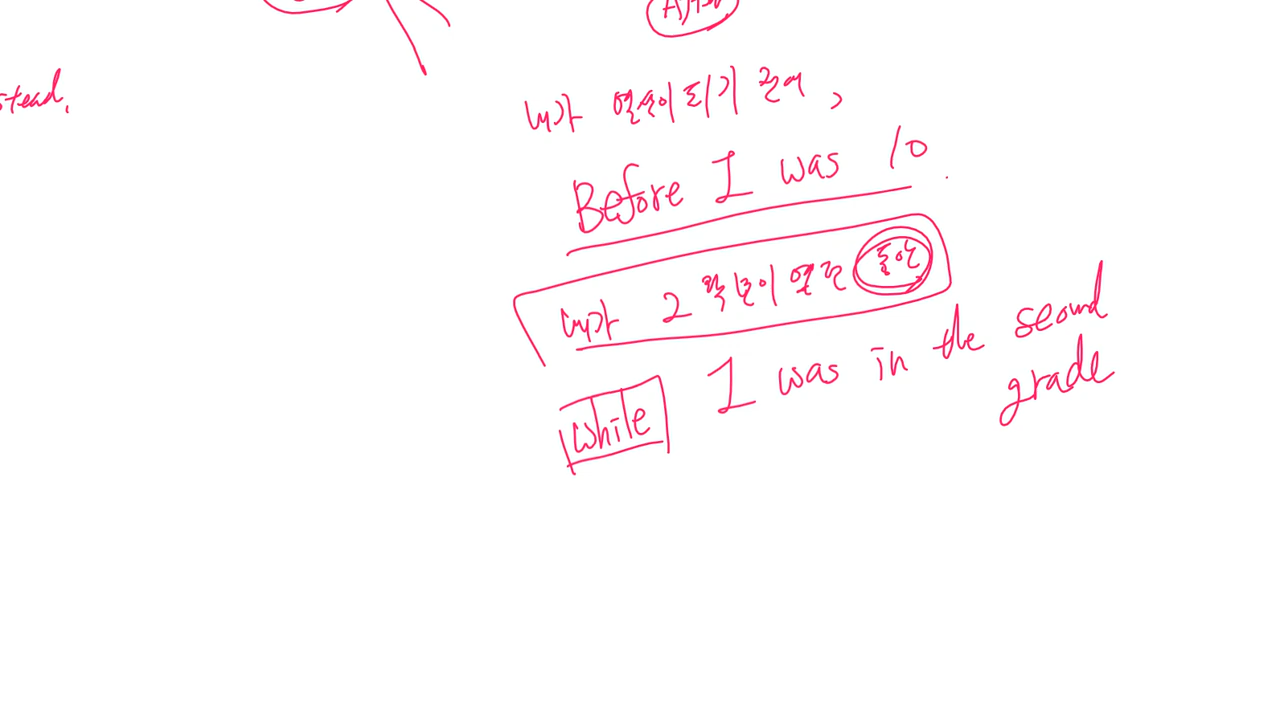 stead,
내가 열살이 되기 전에,
Before I was 10.
내가 2학년이였던 동안
while I was in the second
grade